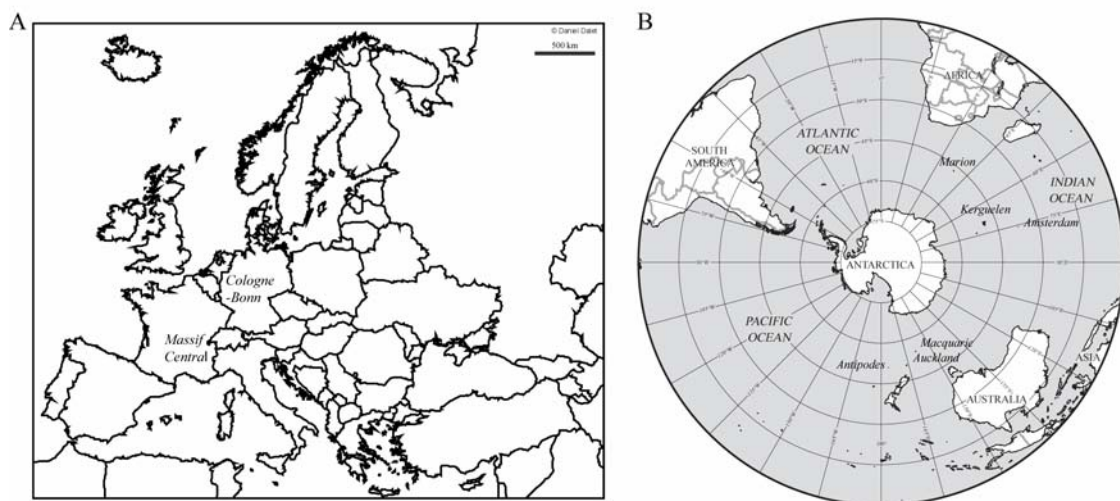 A
© Daniel Dalet
500 km
Cologne
-Bonn
Massif
Central
B
AFRICA
ATLANTIC
OCEAN
SOUTH
AMERICA
Marion
INDIAN
OCEAN
Kerguelen
Amsterdam
ANTARCTICA
PACIFIC
OCEAN
Macquarie
Antipodes
Auckland
ASIA
AUSTRALIA